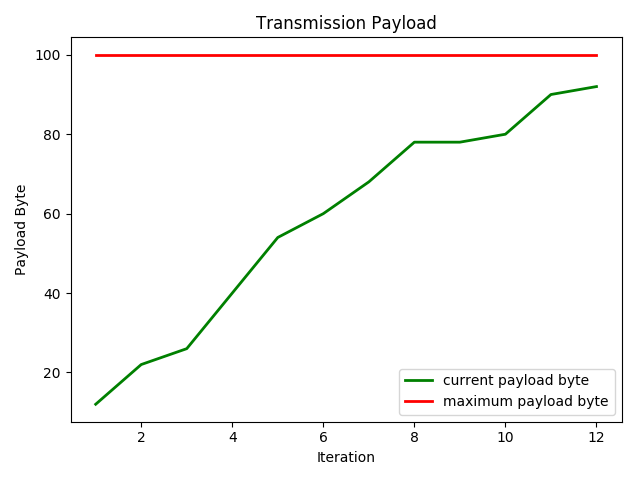 Transmission Payload
100
80
60
40
20
Payload Byte
2 4 6 8 10 12
Iteration
current payload byte
maximum payload byte